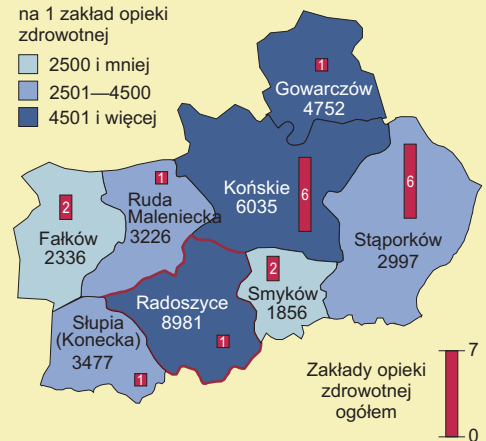 na 1 zakład opieki
zdrowotnej
2500 i mniej
2501—4500
4501 i więcej
1
Gowarczów
4752
Końskie
6035
6
6
Stąporków
2997
1
Ruda
Maleniecka
3226
2
Fałków
2336
2
Smyków
1856
Radoszyce
8981
1
Słupia
(Konecka)
3477
1
Zakłady opieki
zdrowotnej
ogółem
7
0